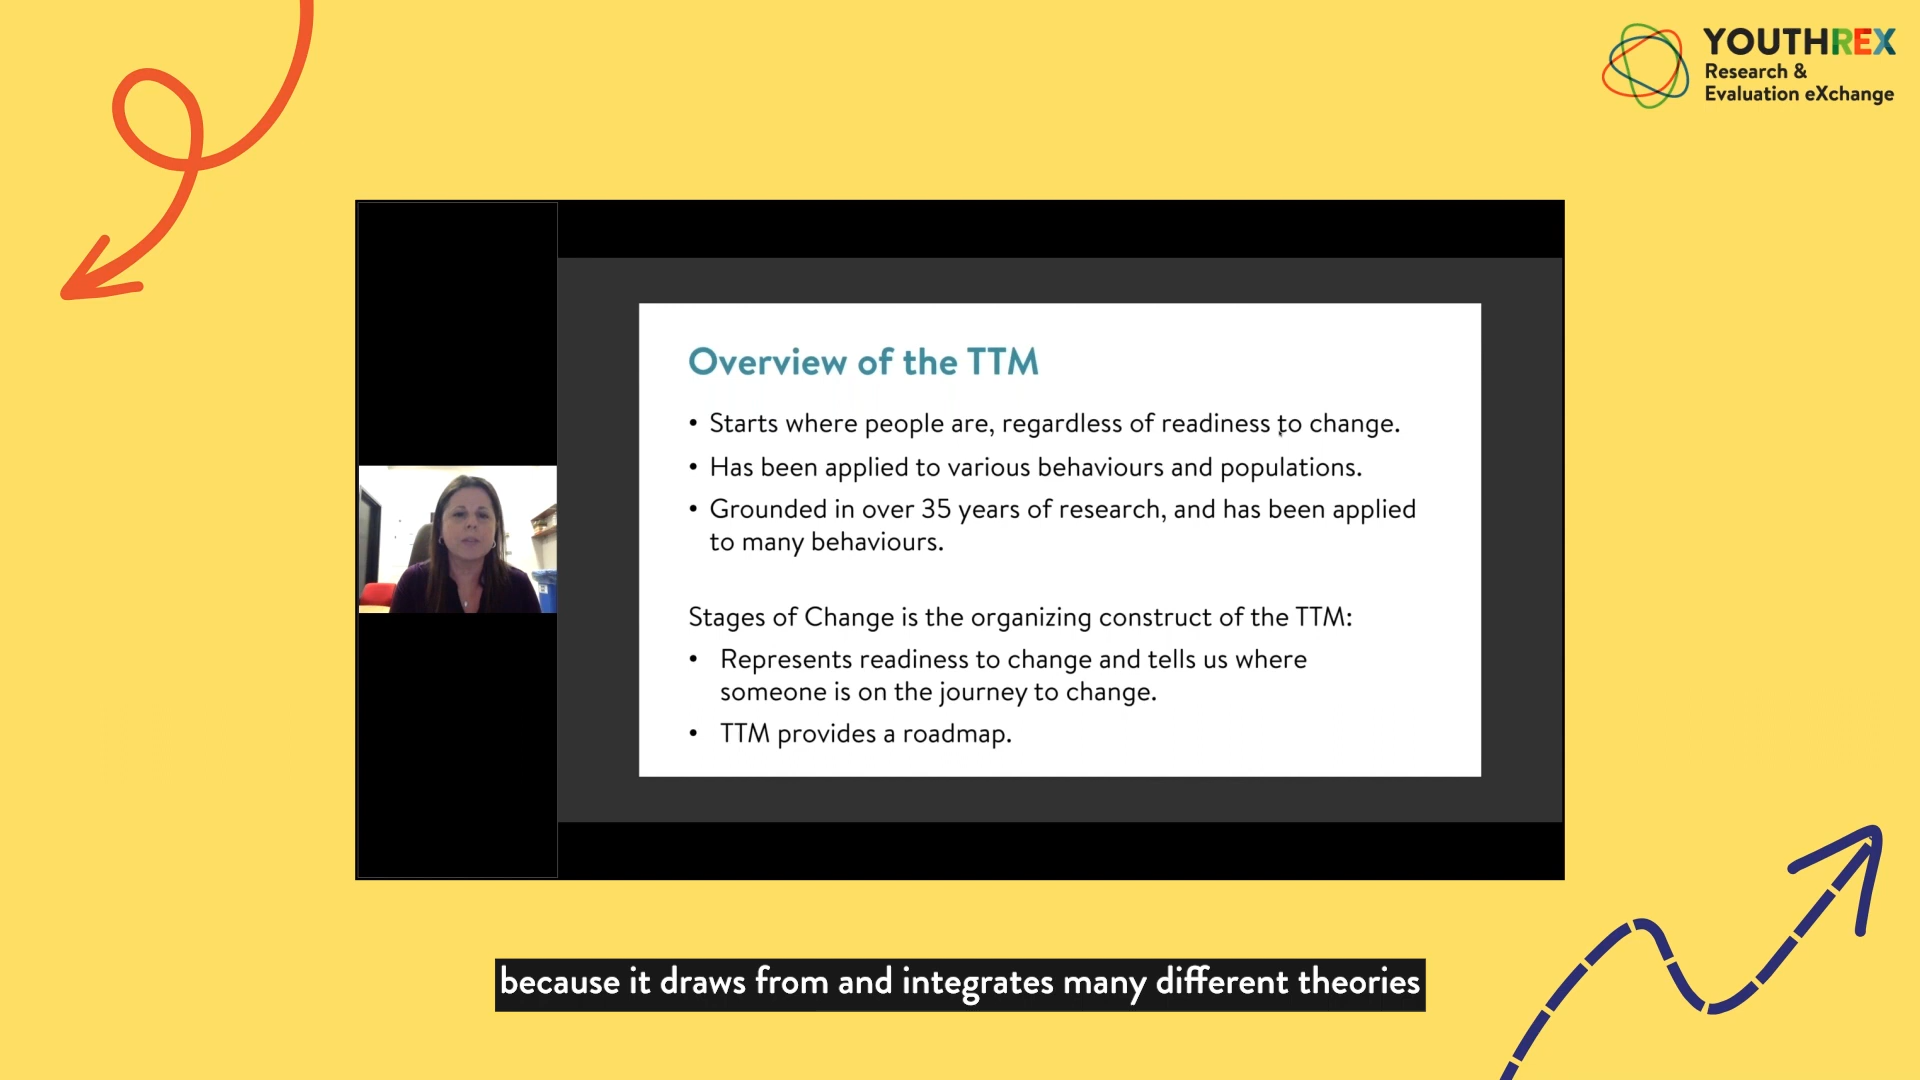 YOUTHREX
Research &
Evaluation eXchange
Overview of the TTM
• Starts where people are, regardless of readiness to change.
• Has been applied to various behaviours and populations.
• Grounded in over 35 years of research, and has been applied
to many behaviours.
Stages of Change is the organizing construct of the TTM:
• Represents readiness to change and tells us where
someone is on the journey to change.
• TTM provides a roadmap.
because it draws from and integrates many different theories